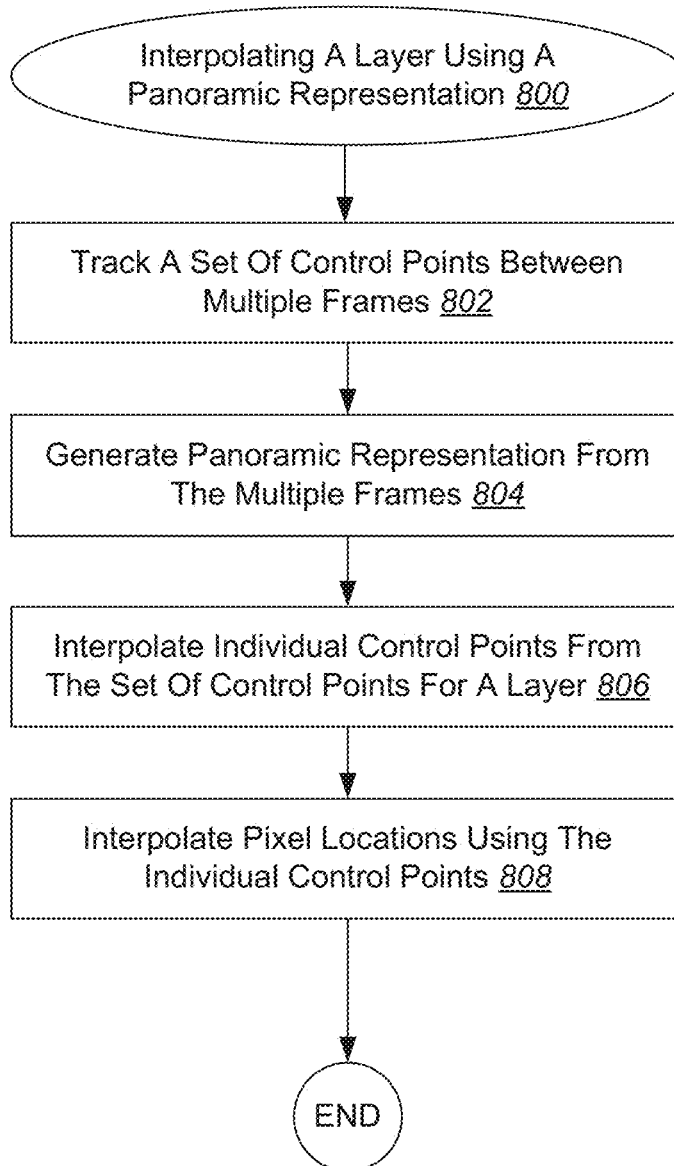 Interpolating A Layer Using A
Panoramic Representation 800
Track A Set Of Control Points Between
Multiple Frames 802
Generate Panoramic Representation From
The Multiple Frames 804
Interpolate Individual Control Points From
The Set Of Control Points For A Layer 806
Interpolate Pixel Locations Using The
Individual Control Points 808
END